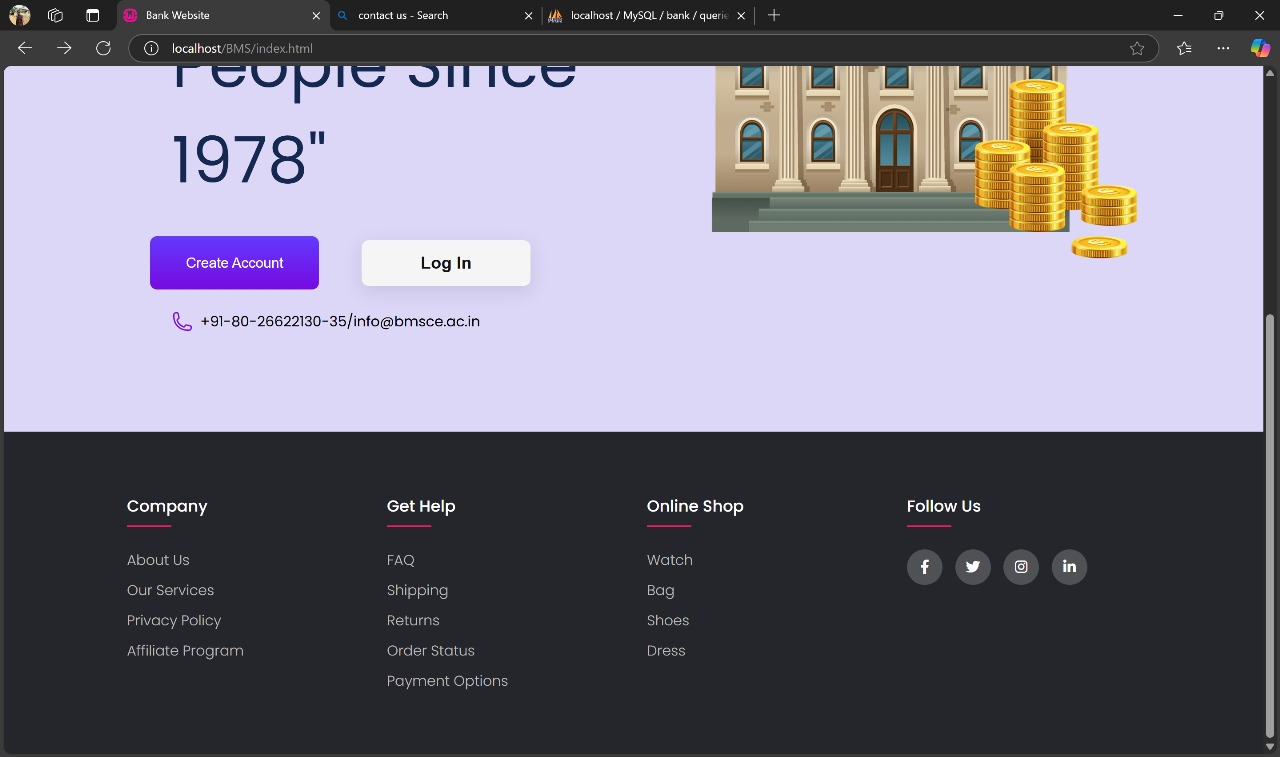 Bank Website
contact us - Search
localhost / MySQL / bank / querie
localhost/BMS/index.html
People Since
1978"
Create Account
Log In
+91-80-26622130-35/info@bmsce.ac.in
Company
About Us
Our Services
Privacy Policy
Affiliate Program
Get Help
FAQ
Shipping
Returns
Order Status
Payment Options
Online Shop
Watch
Bag
Shoes
Dress
Follow Us